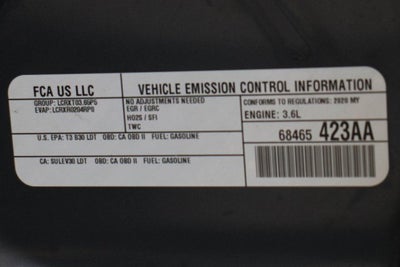 FCA US LLC
VEHICLE EMISSION CONTROL INFORMATION
GROUP: LCRXT03.65P5
EVAP: LCRXR0204RP0
NO ADJUSTMENTS NEEDED
EGR / EGRC
HO2S / SFI
TWC
CONFORMS TO REGULATIONS: 2020 MY
ENGINE: 3.6L
68465 423AA
U.S. EPA: T3 B30 LDT OBD: CA OBD II FUEL: GASOLINE
CA: SULEV30 LDT OBD: CA OBD II FUEL: GASOLINE